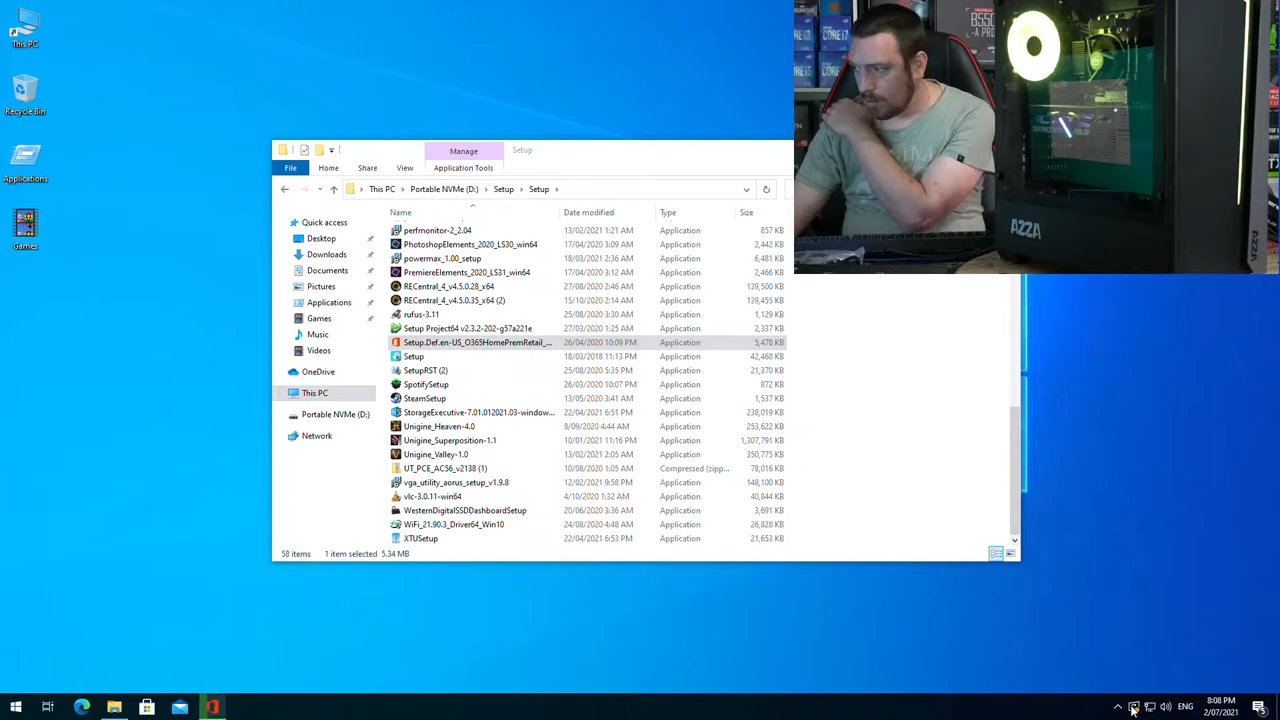 This PC
Recycle Bin
Applications
Games
Manage
Setup
File
Home
Share
View
Application Tools
This PC
Portable NVMe (D:)
Setup
Setup
Name
Date modified
Type
Size
Quick access
Desktop
Downloads
Documents
Pictures
Applications
Games
Music
Videos
OneDrive
This PC
Portable NVMe (D:)
Network
perfmonitor-2_2.04 13/02/2021 1:21 AM Application 857 KB
PhotoshopElements_2020_LS30_win64 17/04/2020 3:09 AM Application 2,442 KB
powermax_1.00_setup 18/03/2020 2:36 AM Application 6,481 KB
PremiereElements_2020_LS31_win64 17/04/2020 3:12 AM Application 2,466 KB
RECentral_4_v4.5.0.28_x64 27/08/2020 2:46 AM Application 139,500 KB
RECentral_4_v4.5.0.35_x64 (2) 15/10/2020 2:14 AM Application 139,455 KB
rufus-3.11 25/08/2020 3:30 AM Application 1,129 KB
Setup Project64 v2.3.2-202-g57a221e 27/03/2020 1:25 AM Application 2,337 KB
Setup.Def.en-US_O365HomePremRetail_... 26/04/2020 10:09 PM Application 5,478 KB
Setup 18/03/2018 11:13 PM Application 42,468 KB
SetupRST (2) 25/08/2020 5:35 PM Application 21,370 KB
SpotifySetup 26/03/2020 10:07 PM Application 872 KB
SteamSetup 13/05/2020 3:41 AM Application 1,537 KB
StorageExecutive-7.01.012021.03-window... 22/04/2021 6:51 PM Application 238,019 KB
Unigine_Heaven-4.0 8/09/2020 4:44 AM Application 253,622 KB
Unigine_Superposition-1.1 10/01/2021 11:16 PM Application 1,307,791 KB
Unigine_Valley-1.0 13/02/2021 2:05 AM Application 350,775 KB
UT_PCE_AC56_v2138 (1) 10/08/2020 1:05 AM Compressed (zipp... 78,016 KB
vga_utility_aorus_setup_v1.9.8 12/02/2021 9:58 PM Application 148,100 KB
vlc-3.0.11-win64 4/10/2020 1:32 AM Application 40,844 KB
WesternDigitalSSDDashboardSetup 20/06/2020 3:36 AM Application 3,691 KB
WiFi_21.90.3_Driver64_Win10 24/08/2020 4:48 AM Application 26,828 KB
XTUSetup 22/04/2021 6:53 PM Application 21,653 KB
58 items 1 item selected 5.34 MB
B550
-A PRO
CORE i7
AZZA
AZZA
ENG
8:08 PM
2/07/2021